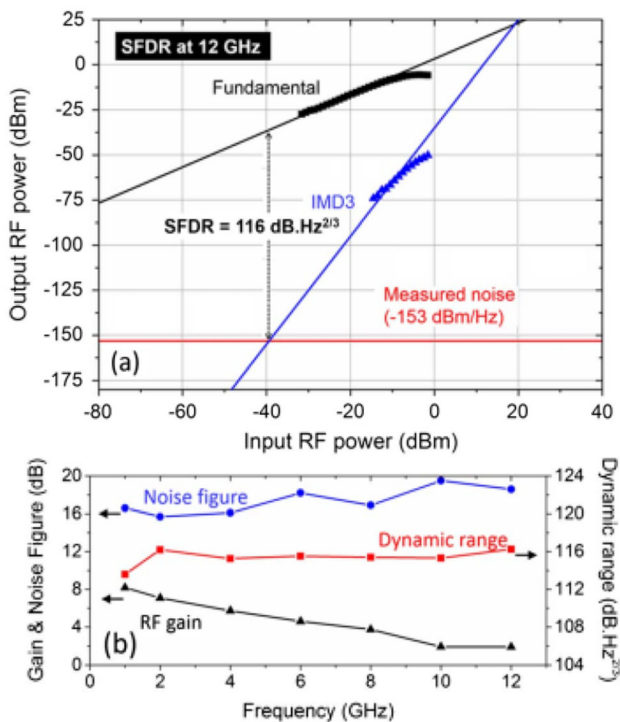 SFDR at 12 GHz
Fundamental
IMD3
SFDR = 116 dB.Hz2/3
Measured noise
(-153 dBm/Hz)
(a)
Output RF power (dBm)
25
0
-25
-50
-75
-100
-125
-150
-175
-80 -60 -40 -20 0 20 40
Input RF power (dBm)
Gain & Noise Figure (dB)
20
16
12
8
4
0
Noise figure
Dynamic range
RF gain
(b)
124
120
116
112
108
104
Dynamic range (dB.Hz2/3)
0 2 4 6 8 10 12
Frequency (GHz)